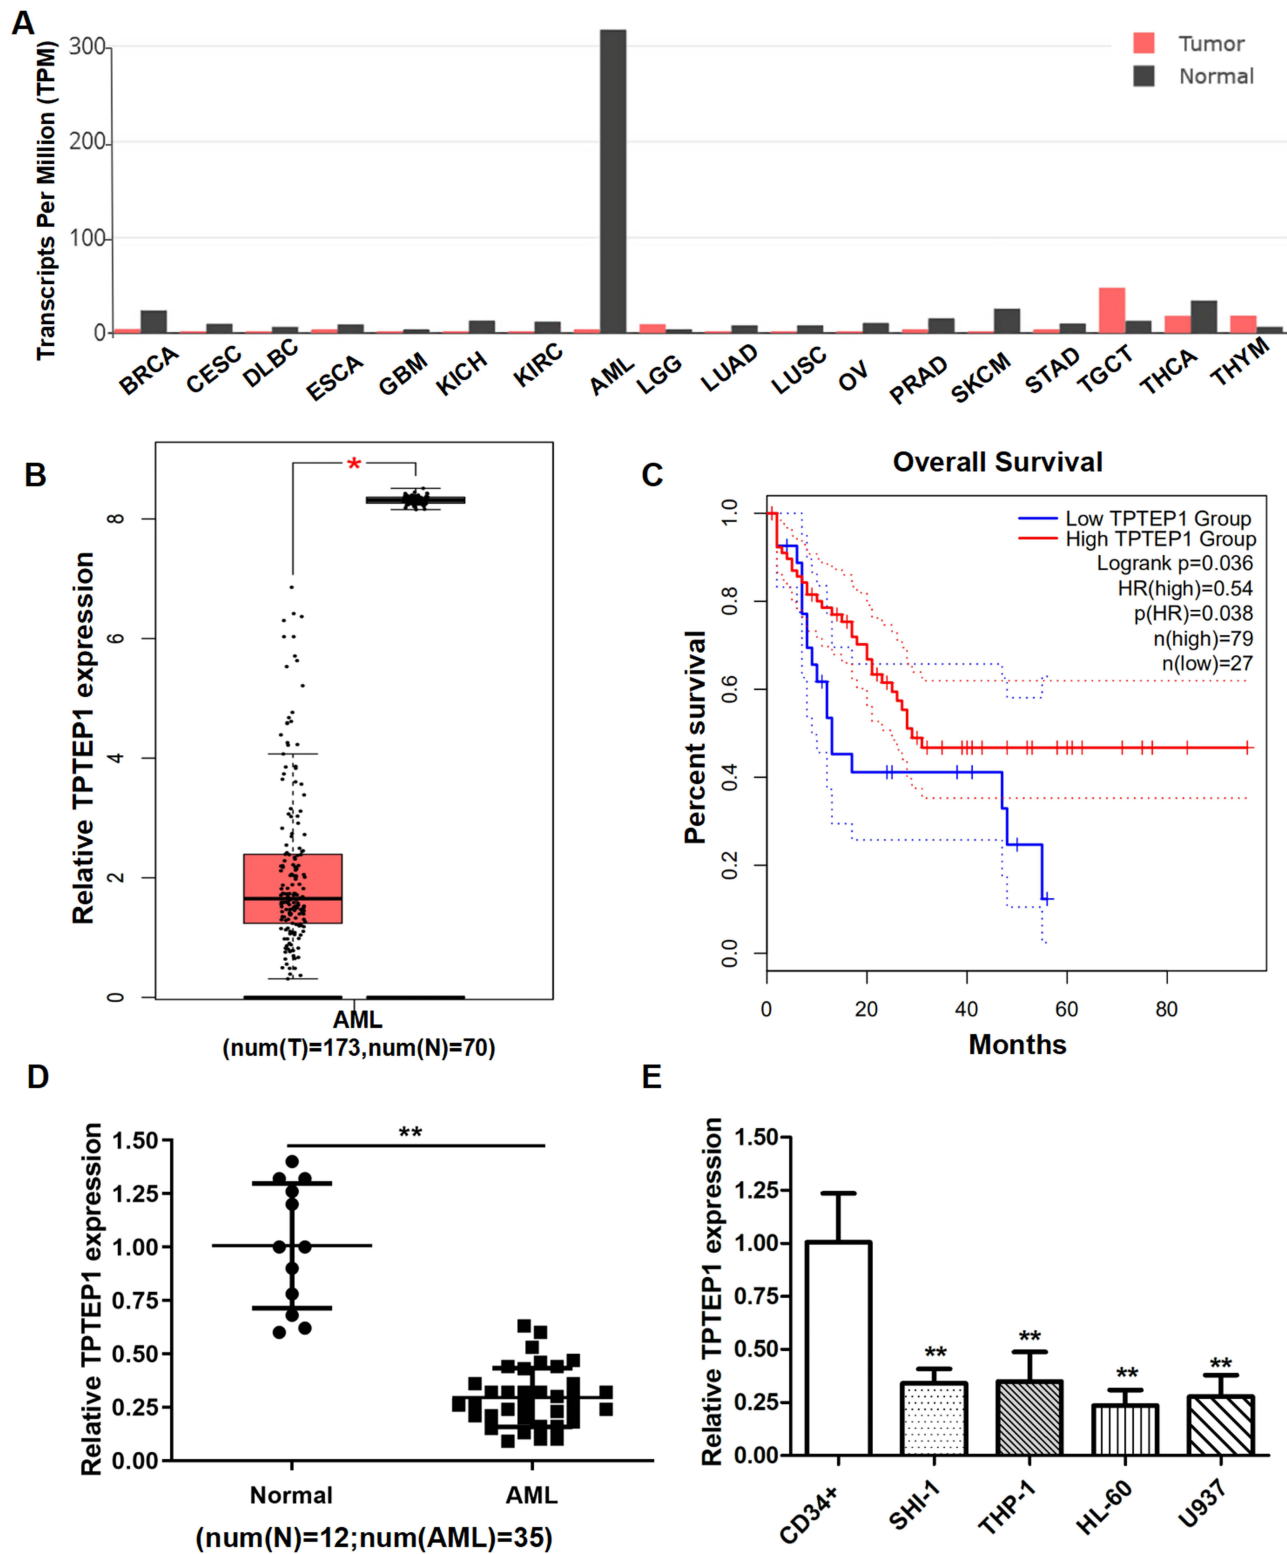 A
Transcripts Per Million (TPM)
300
200
100
0
Tumor
Normal
BRCA CESC DLBC ESCA GBM KICH KIRC AML LGG LUAD LUSC OV PRAD SKCM STAD TGCT THCA THYM
B
Relative TPTEP1 expression
8
6
4
2
0
*
AML
(num(T)=173,num(N)=70)
C
Overall Survival
Percent survival
1.0
0.8
0.6
0.4
0.2
0.0
Low TPTEP1 Group
High TPTEP1 Group
Logrank p=0.036
HR(high)=0.54
p(HR)=0.038
n(high)=79
n(low)=27
0 20 40 60 80
Months
D
Relative TPTEP1 expression
1.50
1.25
1.00
0.75
0.50
0.25
0.00
**
Normal AML
(num(N)=12;num(AML)=35)
E
Relative TPTEP1 expression
1.50
1.25
1.00
0.75
0.50
0.25
0.00
** ** ** **
CD34+ SHI-1 THP-1 HL-60 U937